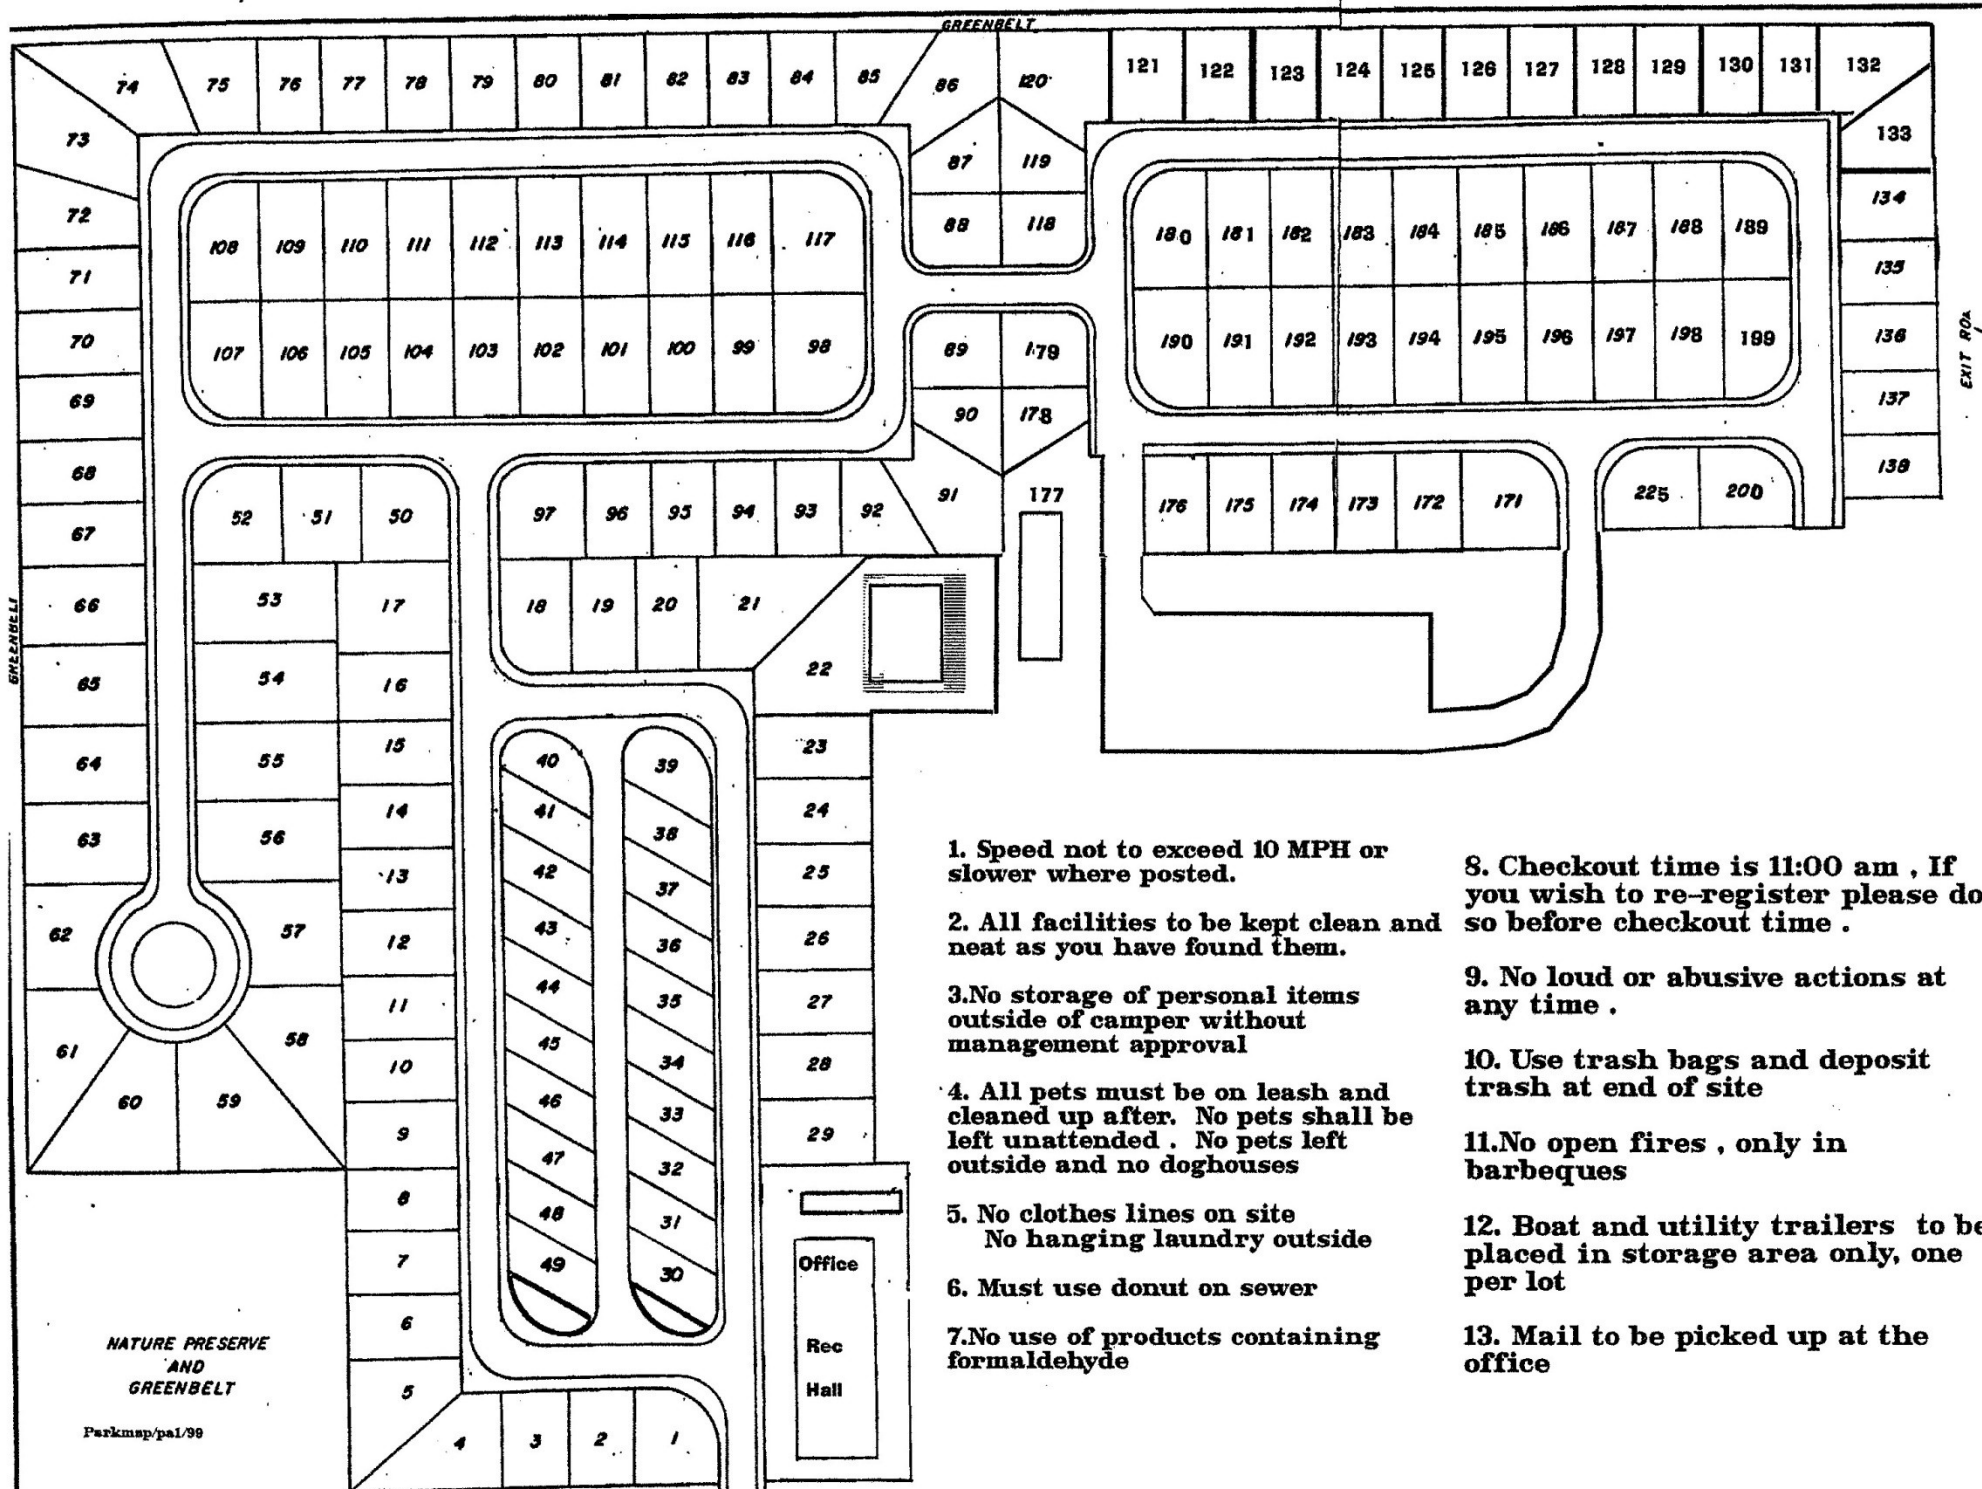 GREENBELT
74 75 76 77 78 79 80 81 82 83 84 85 86 120 121 122 123 124 125 126 127 128 129 130 131 132
73 87 119 133
72 88 118 134
108 109 110 111 112 113 114 115 116 117 180 181 182 183 184 185 186 187 188 189
71 135
70 107 106 105 104 103 102 101 100 99 98 89 179 190 191 192 193 194 195 196 197 198 199 136
EXIT
69 90 178 137
68 138
52 51 50 97 96 95 94 93 92 91 177 176 175 174 173 172 171 225 200
67
66 53 17 18 19 20 21
GREENBELT
65 54 16 22
64 55 15 40 39 23
63 56 14 41 38 24
13 42 37 25
62 57 12 43 36 26
11 44 35 27
61 58 10 45 34 28
60 59 9 46 33 29
47 32
8 48 31
7 49 30
6
5
4 3 2 1
Office
Rec
Hall
NATURE PRESERVE
AND
GREENBELT
Parkmap/pa1/99
1. Speed not to exceed 10 MPH or
slower where posted.
2. All facilities to be kept clean and
neat as you have found them.
3.No storage of personal items
outside of camper without
management approval
4. All pets must be on leash and
cleaned up after. No pets shall be
left unattended . No pets left
outside and no doghouses
5. No clothes lines on site
No hanging laundry outside
6. Must use donut on sewer
7.No use of products containing
formaldehyde
8. Checkout time is 11:00 am , If
you wish to re-register please do
so before checkout time .
9. No loud or abusive actions at
any time .
10. Use trash bags and deposit
trash at end of site
11.No open fires , only in
barbeques
12. Boat and utility trailers to be
placed in storage area only, one
per lot
13. Mail to be picked up at the
office